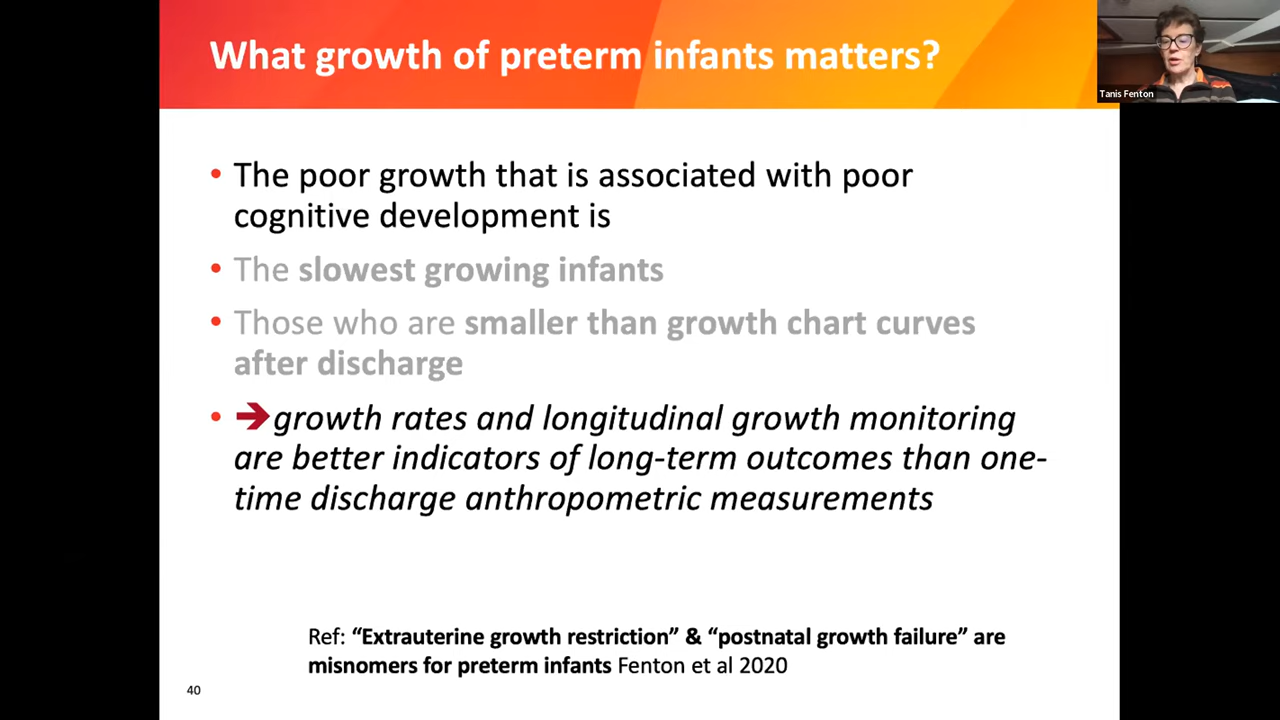 What growth of preterm infants matters?
Tanis Fenton
• The poor growth that is associated with poor
cognitive development is
• The slowest growing infants
• Those who are smaller than growth chart curves
after discharge
• ➔growth rates and longitudinal growth monitoring
are better indicators of long-term outcomes than one-
time discharge anthropometric measurements
Ref: “Extrauterine growth restriction” & “postnatal growth failure” are
misnomers for preterm infants Fenton et al 2020
40